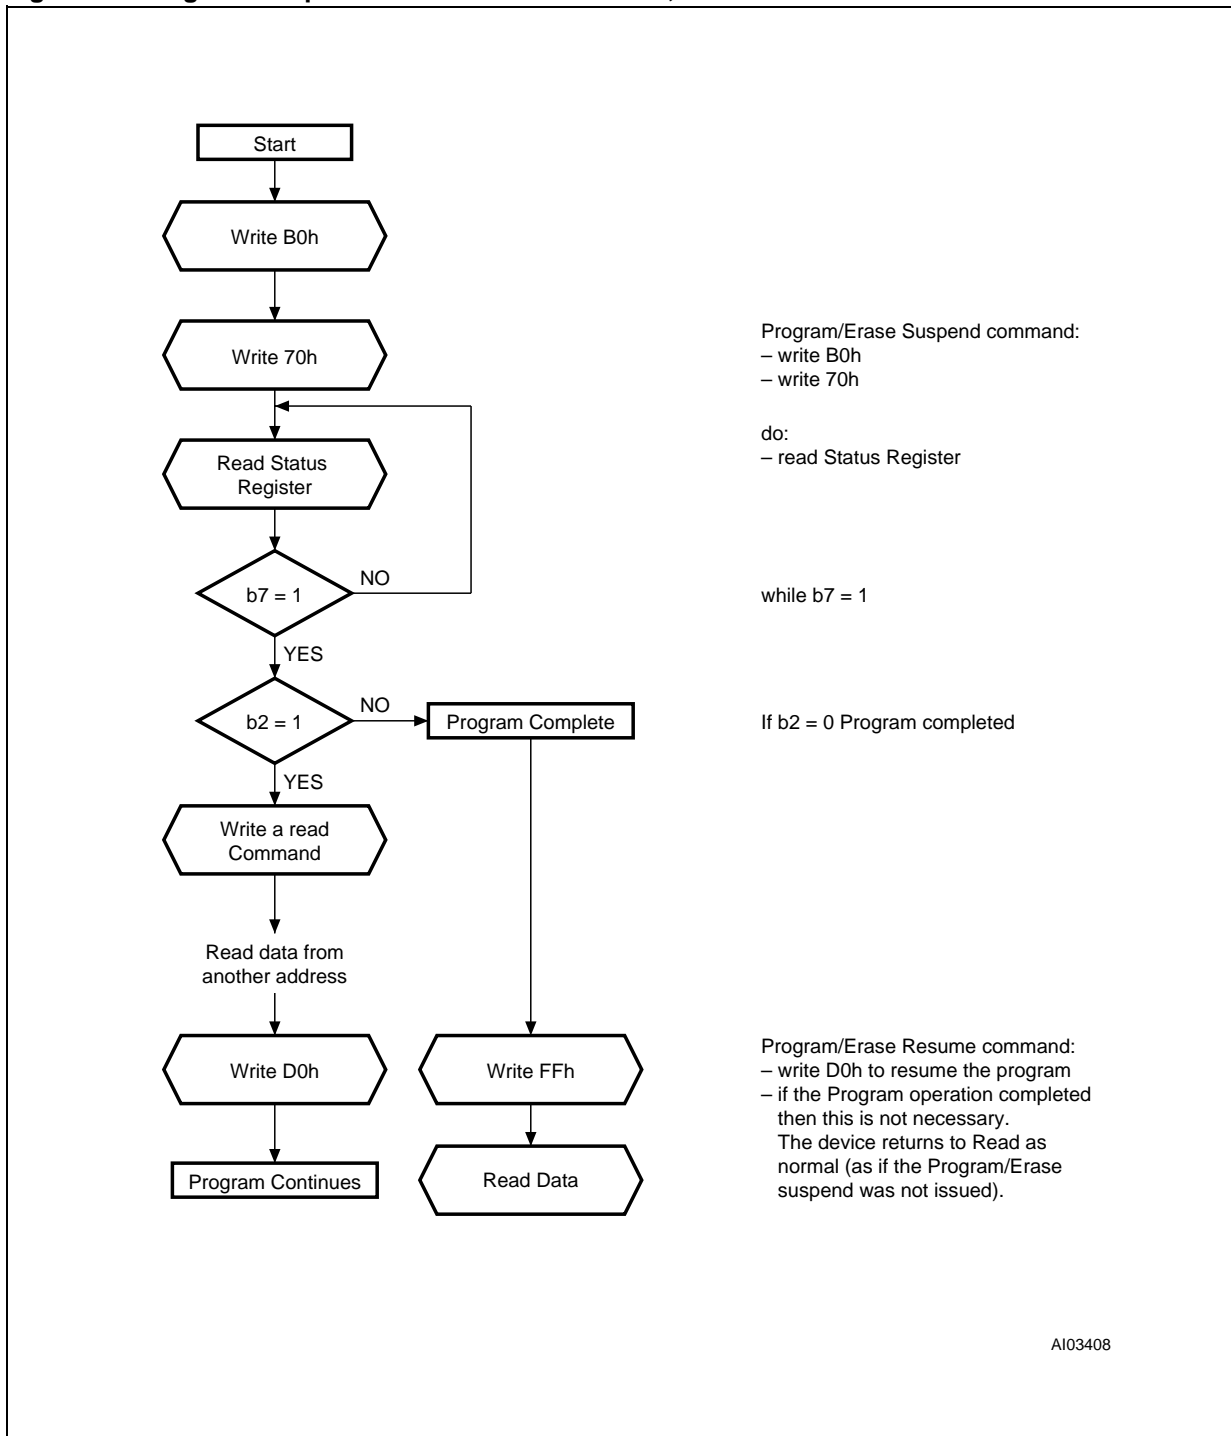 Start
Write B0h
Write 70h
Program/Erase Suspend command:
– write B0h
– write 70h
do:
– read Status Register
Read Status
Register
b7 = 1
NO
while b7 = 1
YES
b2 = 1
NO
Program Complete
If b2 = 0 Program completed
YES
Write a read
Command
Read data from
another address
Write D0h
Write FFh
Program/Erase Resume command:
– write D0h to resume the program
– if the Program operation completed
then this is not necessary.
The device returns to Read as
normal (as if the Program/Erase
suspend was not issued).
Program Continues
Read Data
AI03408